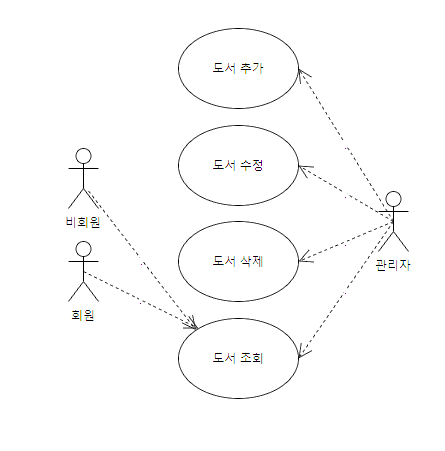 도서 추가
도서 수정
비회원
도서 삭제
관리자
회원
도서 조회